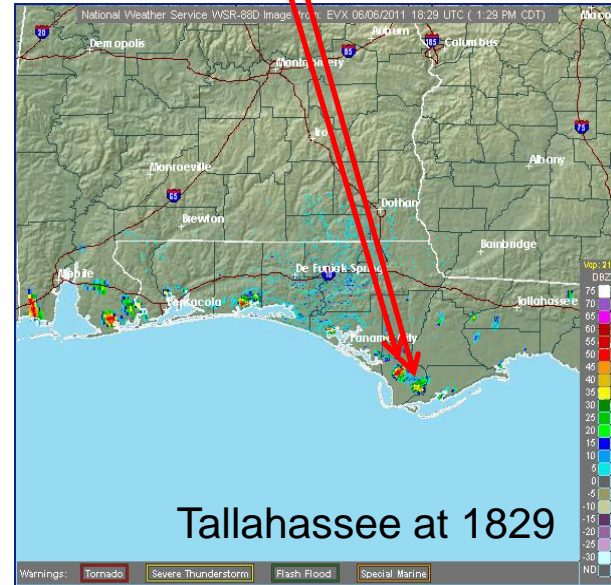 National Weather Service WSR-88D Image from: EVX 06/06/2011 18:29 UTC ( 1:29 PM CDT)
20
Demopolis
Auburn
85
185
Columbus
Montgomery
75
Monroeville
Albany
65
Brewton
Dothan
Bainbridge
De Funiak Spring
10
Mobile
Pensacola
Tallahassee
Panama City
Vcp: 21
DBZ
75
70
65
60
55
50
45
40
35
30
25
20
15
10
5
0
-5
-10
-15
-20
-25
-30
ND
Tallahassee at 1829
Warnings: Tornado Severe Thunderstorm Flash Flood Special Marine